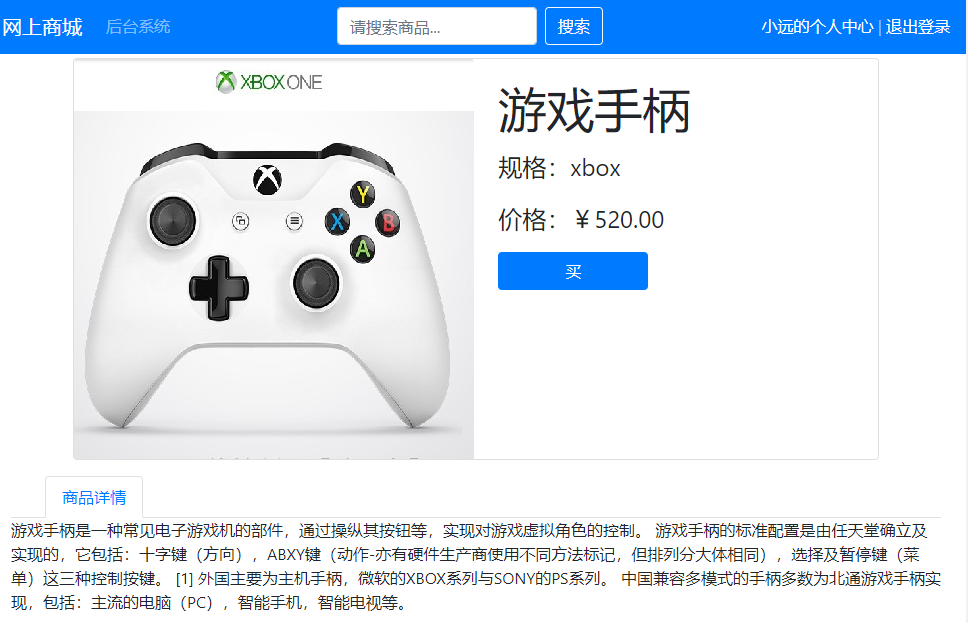 网上商城 后台系统 请搜索商品... 搜索 小远的个人中心 | 退出登录
XBOX ONE
游戏手柄
规格：xbox
价格：￥520.00
买
Y
X B
A
商品详情
游戏手柄是一种常见电子游戏机的部件，通过操纵其按钮等，实现对游戏虚拟角色的控制。 游戏手柄的标准配置是由任天堂确立及
实现的，它包括：十字键（方向），ABXY键（动作-亦有硬件生产商使用不同方法标记，但排列分大体相同），选择及暂停键（菜
单）这三种控制按键。 [1] 外国主要为主机手柄，微软的XBOX系列与SONY的PS系列。 中国兼容多模式的手柄多数为北通游戏手柄实
现，包括：主流的电脑（PC），智能手机，智能电视等。